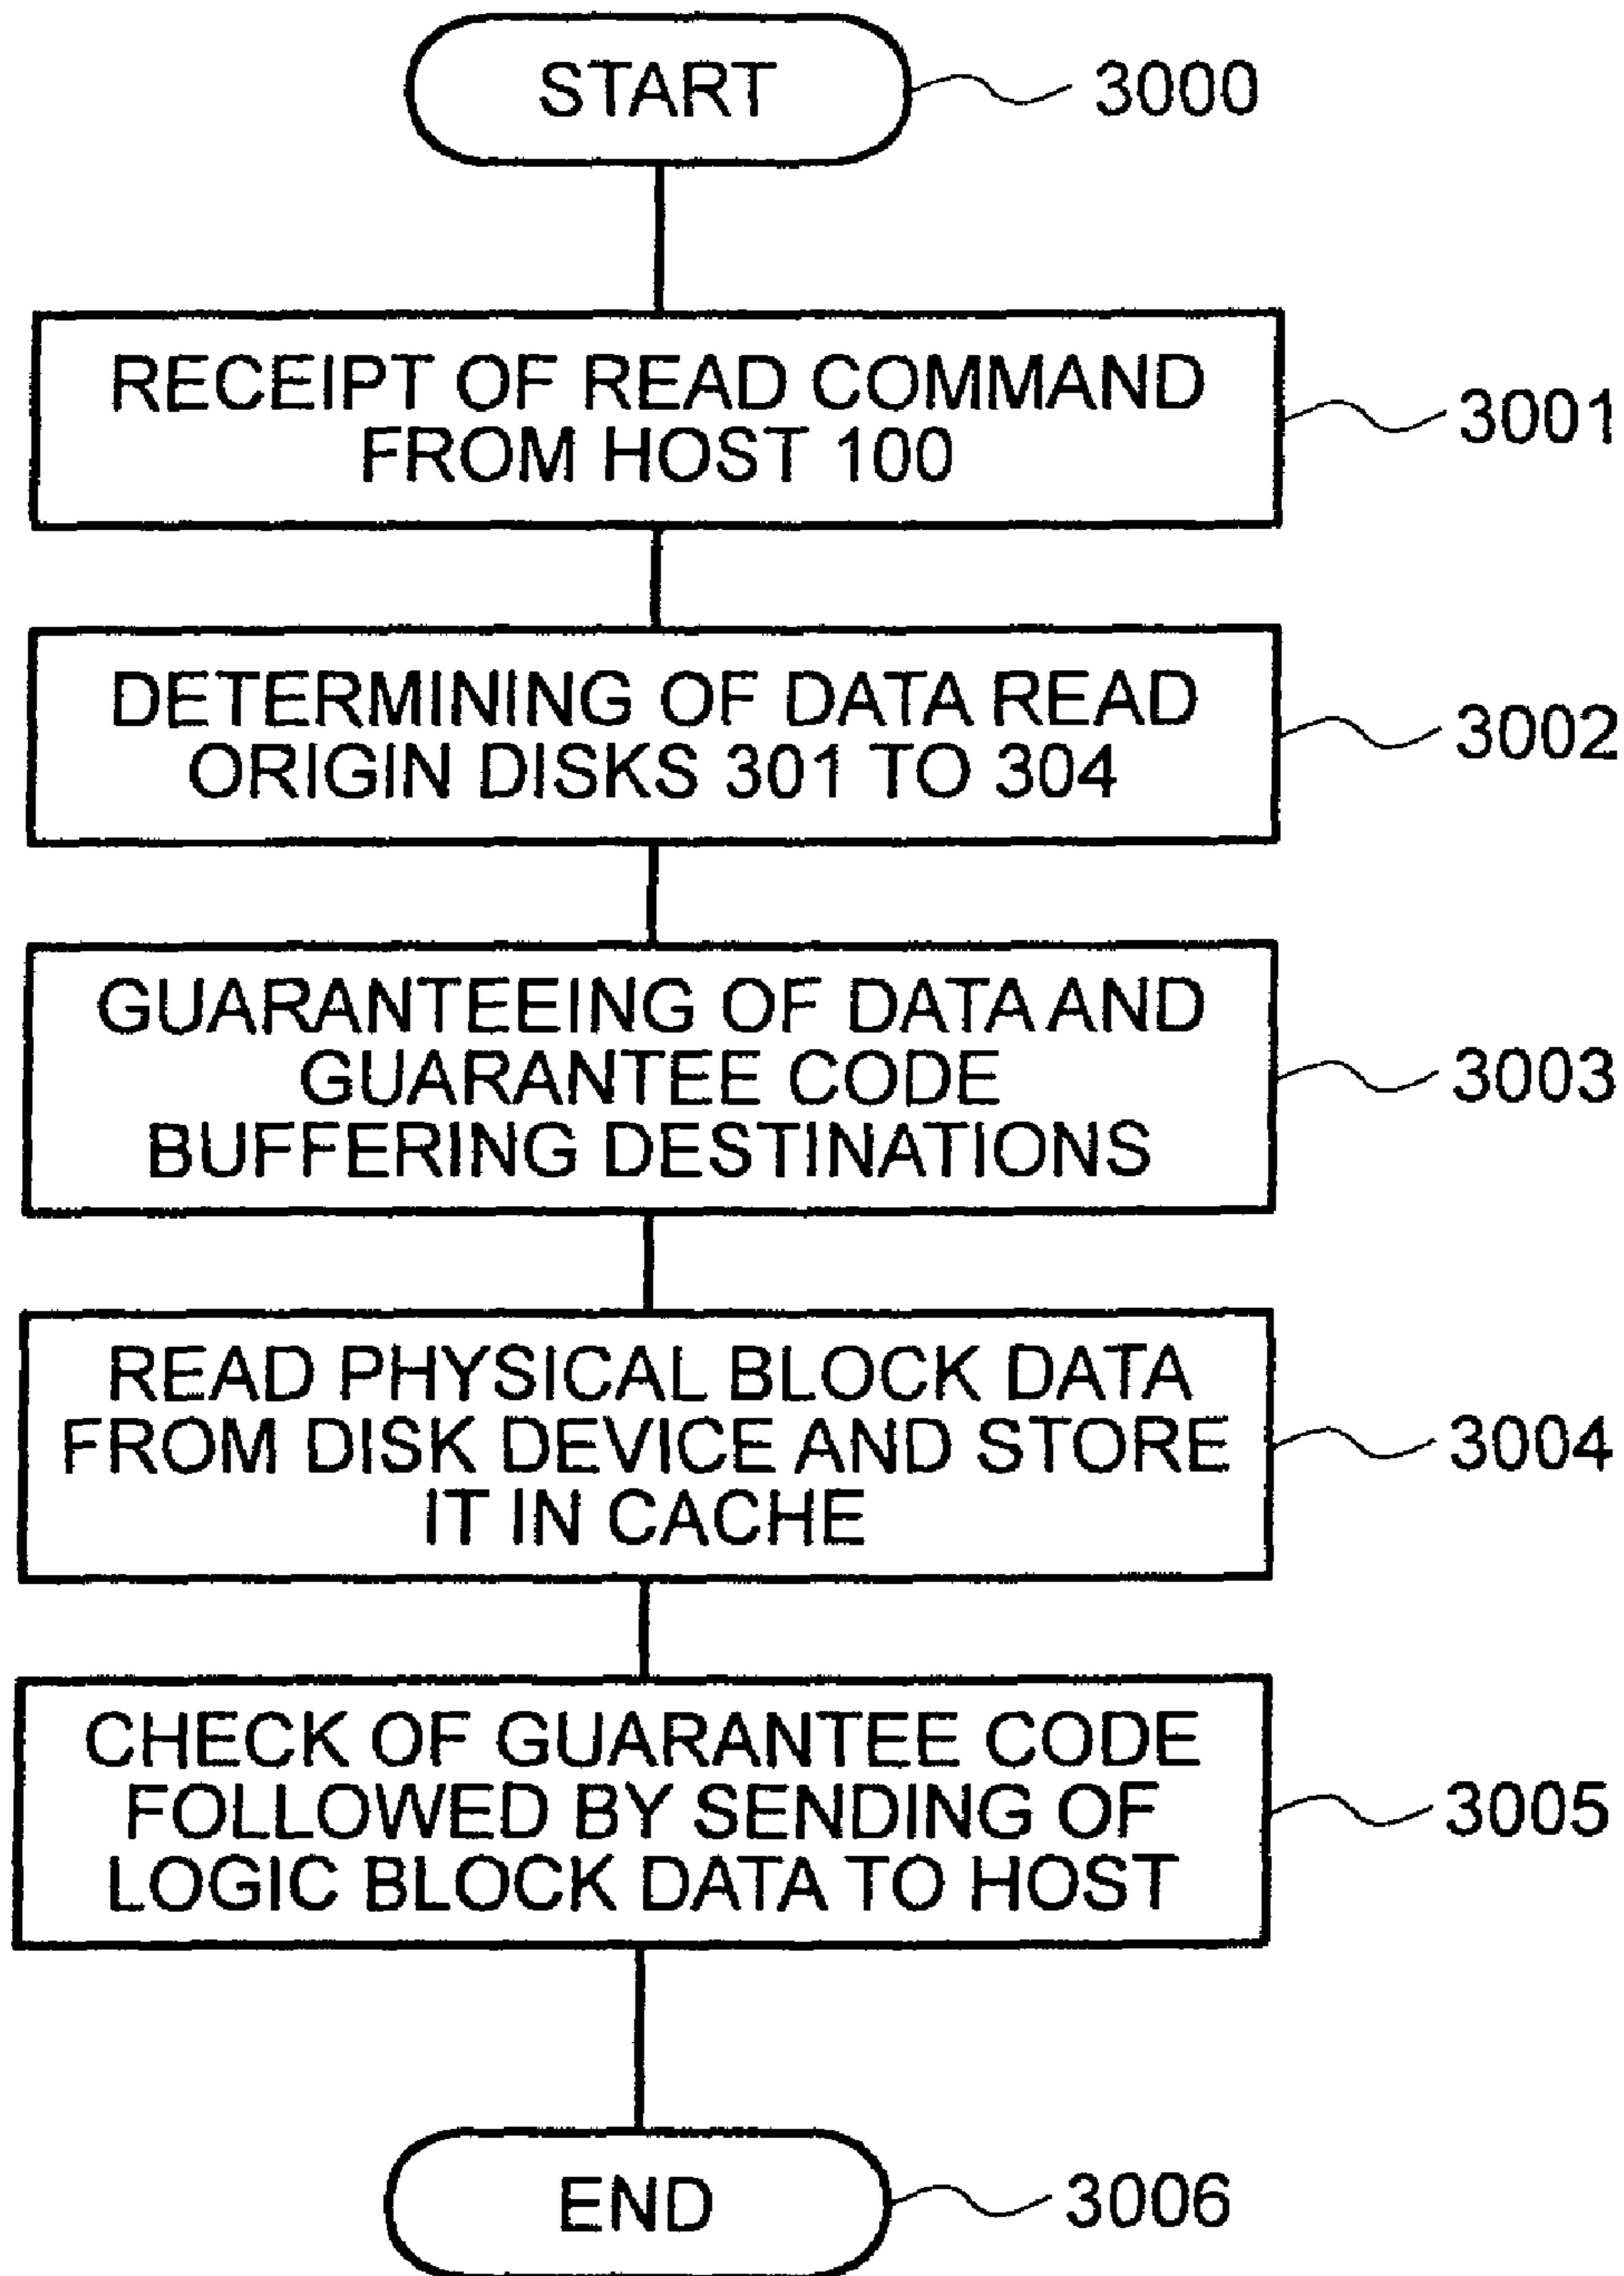 START
3000
RECEIPT OF READ COMMAND
FROM HOST 100
3001
DETERMINING OF DATA READ
ORIGIN DISKS 301 TO 304
3002
GUARANTEEING OF DATA AND
GUARANTEE CODE
BUFFERING DESTINATIONS
3003
READ PHYSICAL BLOCK DATA
FROM DISK DEVICE AND STORE
IT IN CACHE
3004
CHECK OF GUARANTEE CODE
FOLLOWED BY SENDING OF
LOGIC BLOCK DATA TO HOST
3005
END
3006